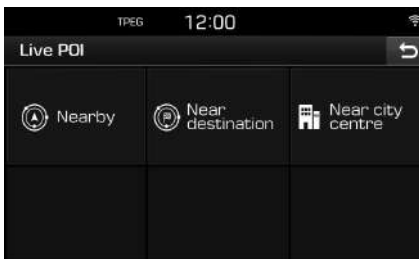 TPEG 12:00
Live POI
Nearby
Near
destination
Near city
centre